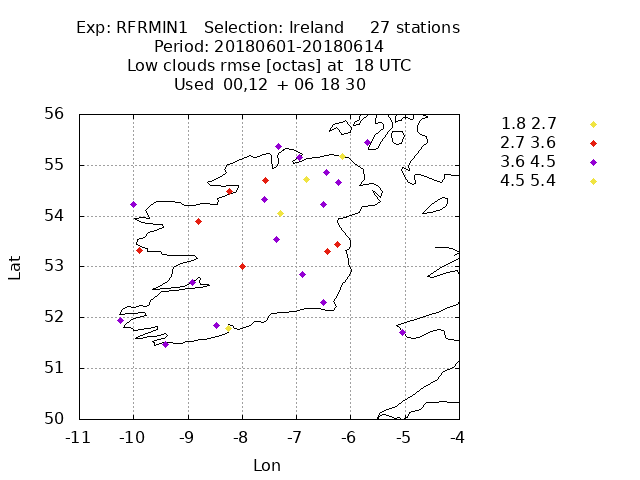 Exp: RFRMIN1 Selection: Ireland 27 stations
Period: 20180601-20180614
Low clouds rmse [octas] at 18 UTC
Used 00,12 + 06 18 30
1.8 2.7
2.7 3.6
3.6 4.5
4.5 5.4
56
55
54
53
52
51
50
Lat
-11 -10 -9 -8 -7 -6 -5 -4
Lon